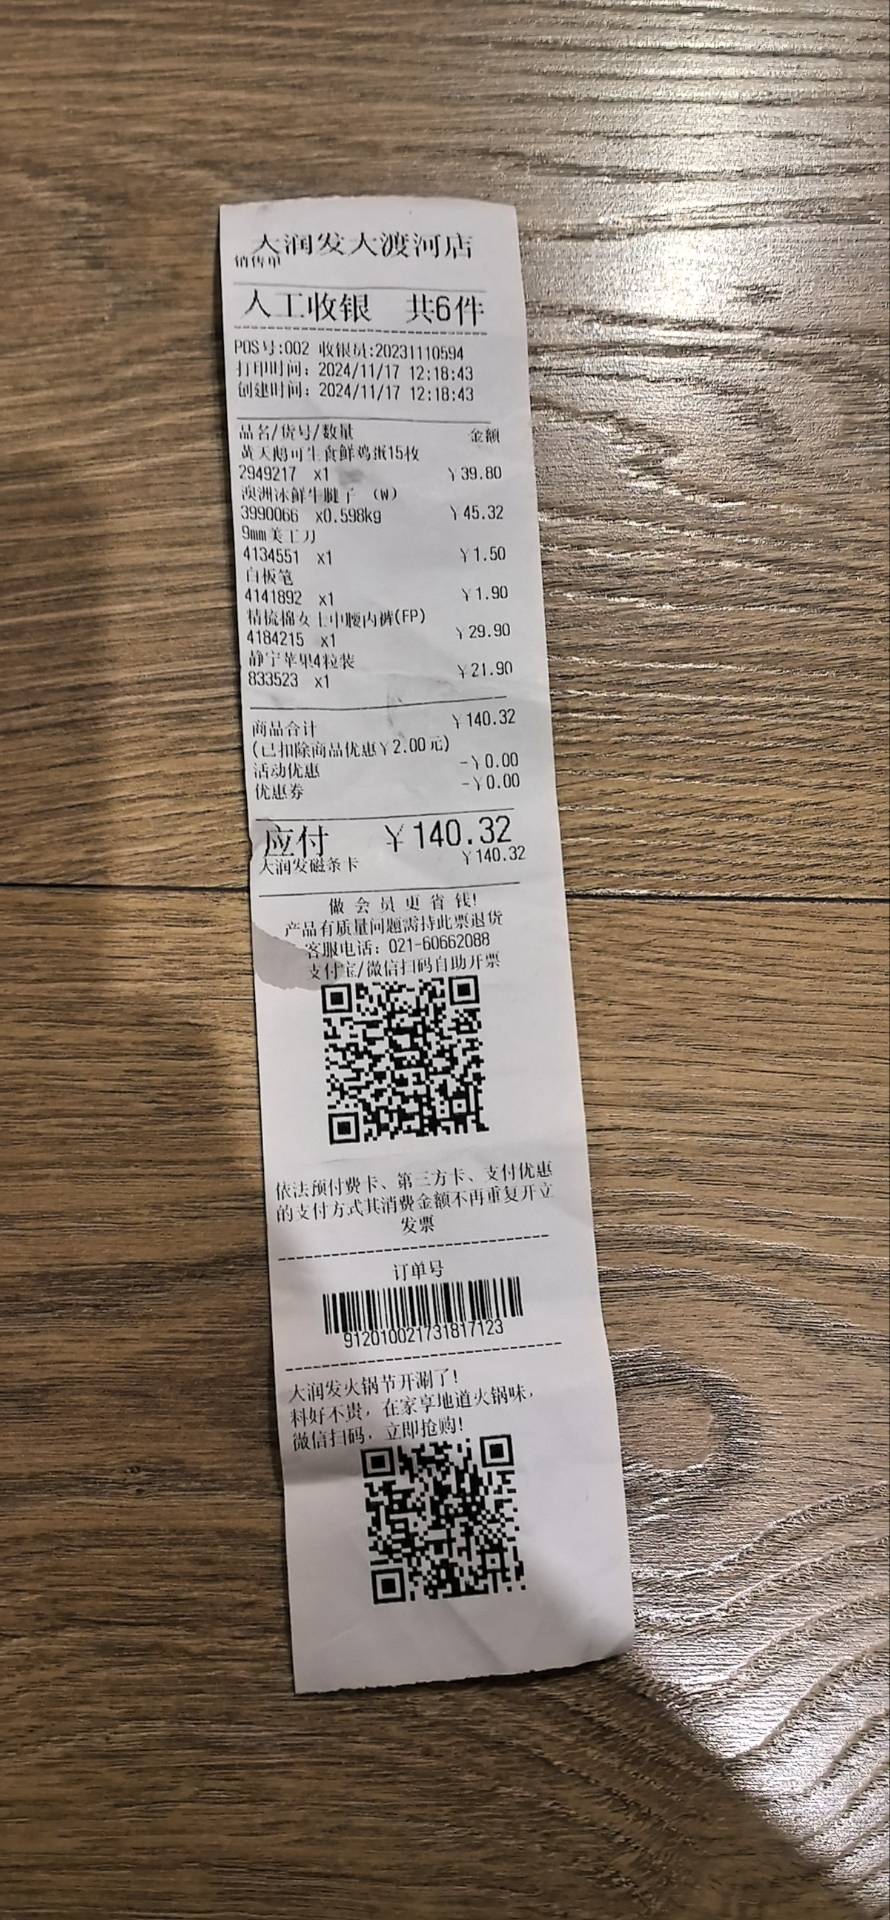 大润发大渡河店
销售单
人工收银 共6件
POS号:002 收银员:20231110594
打印时间: 2024/11/17 12:18:43
创建时间: 2024/11/17 12:18:43
品名/货号/数量 金额
黄天鹅可生食鲜鸡蛋15枚
2949217 x1 ¥39.80
澳洲冰鲜牛腱子 (W)
3990066 x0.598kg ¥45.32
9mm美工刀
4134551 x1 ¥1.50
白板笔
4141892 x1 ¥1.90
精梳棉女士中腰内裤(FP)
4184215 x1 ¥29.90
静宁苹果4粒装
833523 x1 ¥21.90
商品合计 ¥140.32
(已扣除商品优惠¥2.00元)
活动优惠 -¥0.00
优惠券 -¥0.00
应付 ¥140.32
大润发磁条卡 ¥140.32
做会员更省钱!
产品有质量问题需持此票退货
客服电话: 021-60662088
支付宝/微信扫码自助开票
依法预付费卡、第三方卡、支付优惠
的支付方式其消费金额不再重复开立
发票
订单号
912010021731817123
大润发火锅节开涮了!
料好不贵，在家享地道火锅味，
微信扫码，立即抢购!